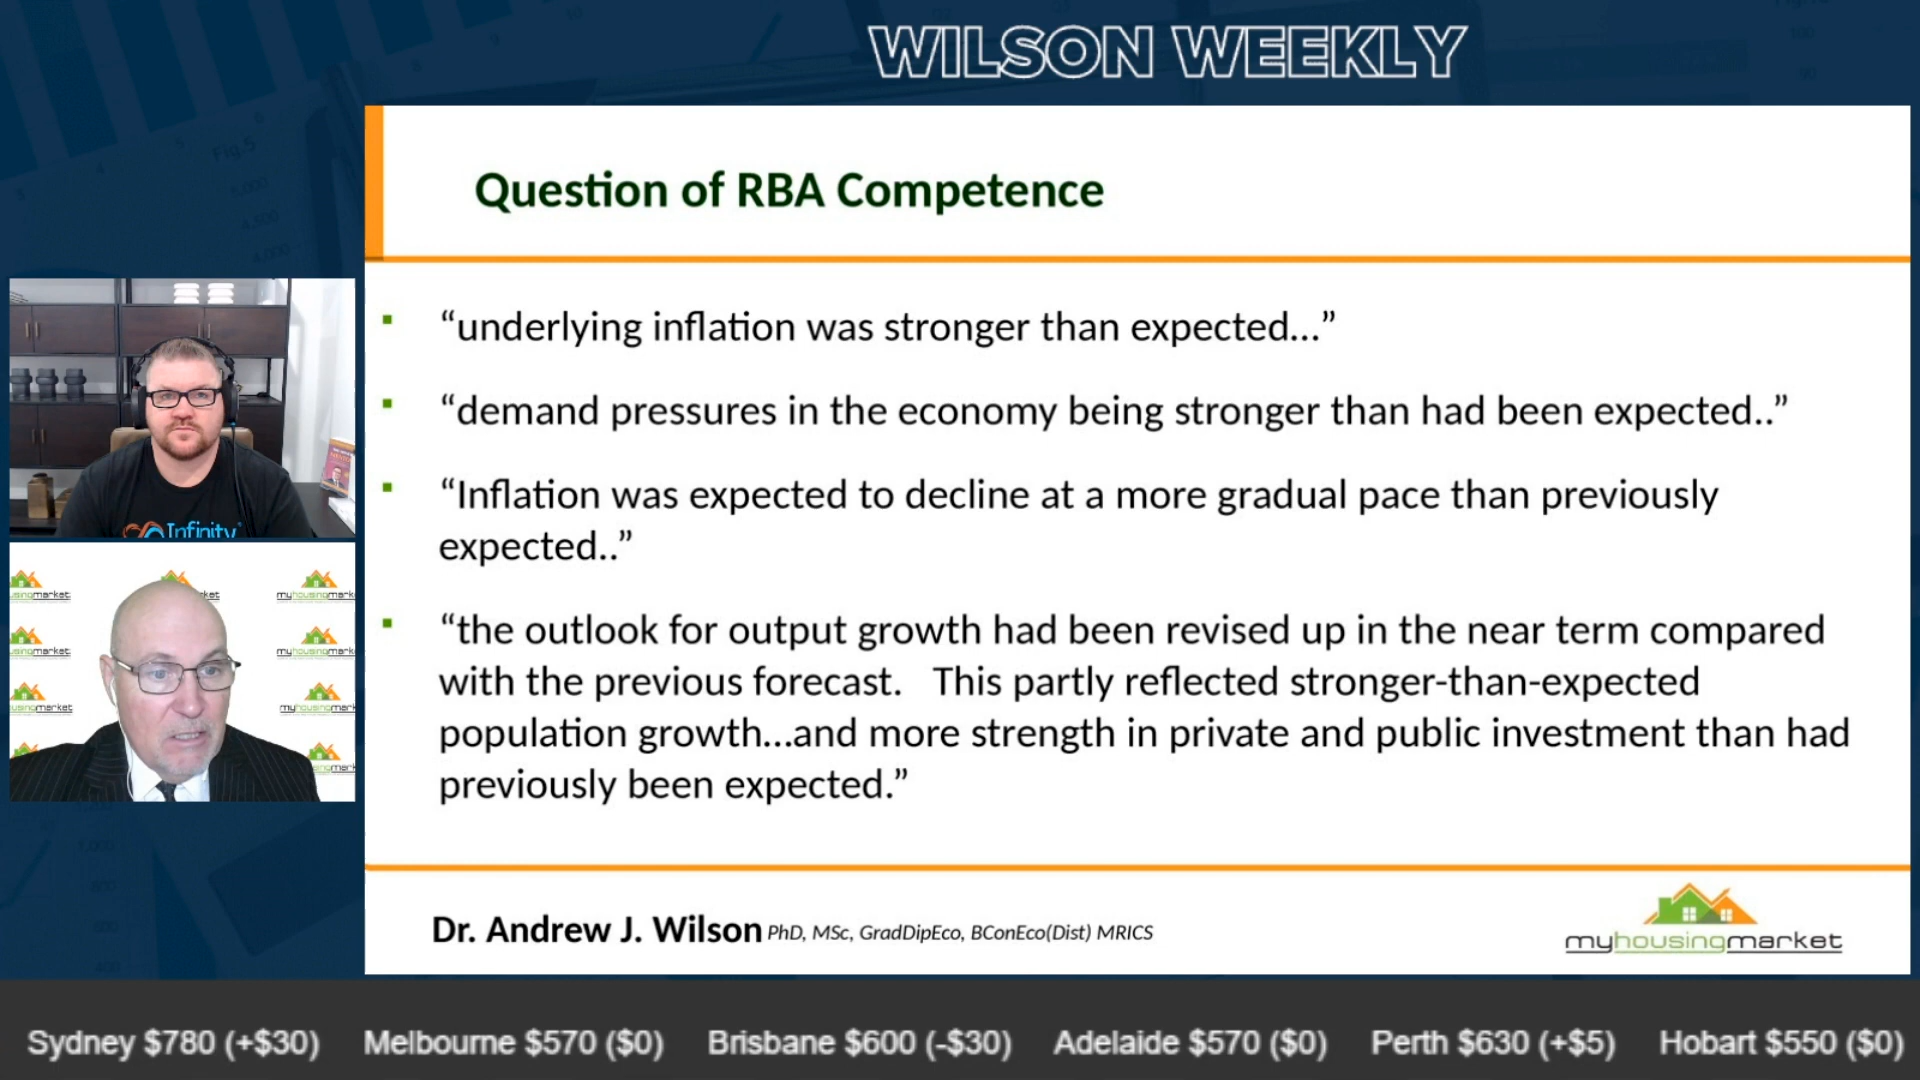 WILSON WEEKLY
Question of RBA Competence
“underlying inflation was stronger than expected...”
“demand pressures in the economy being stronger than had been expected..”
“Inflation was expected to decline at a more gradual pace than previously
expected..”
“the outlook for output growth had been revised up in the near term compared
with the previous forecast.   This partly reflected stronger-than-expected
population growth...and more strength in private and public investment than had
previously been expected.”
Dr. Andrew J. Wilson PhD, MSc, GradDipEco, BConEco(Dist) MRICS
myhousingmarket
Infinity
Fig.5
Sydney $780 (+$30) Melbourne $570 ($0) Brisbane $600 (-$30) Adelaide $570 ($0) Perth $630 (+$5) Hobart $550 ($0)